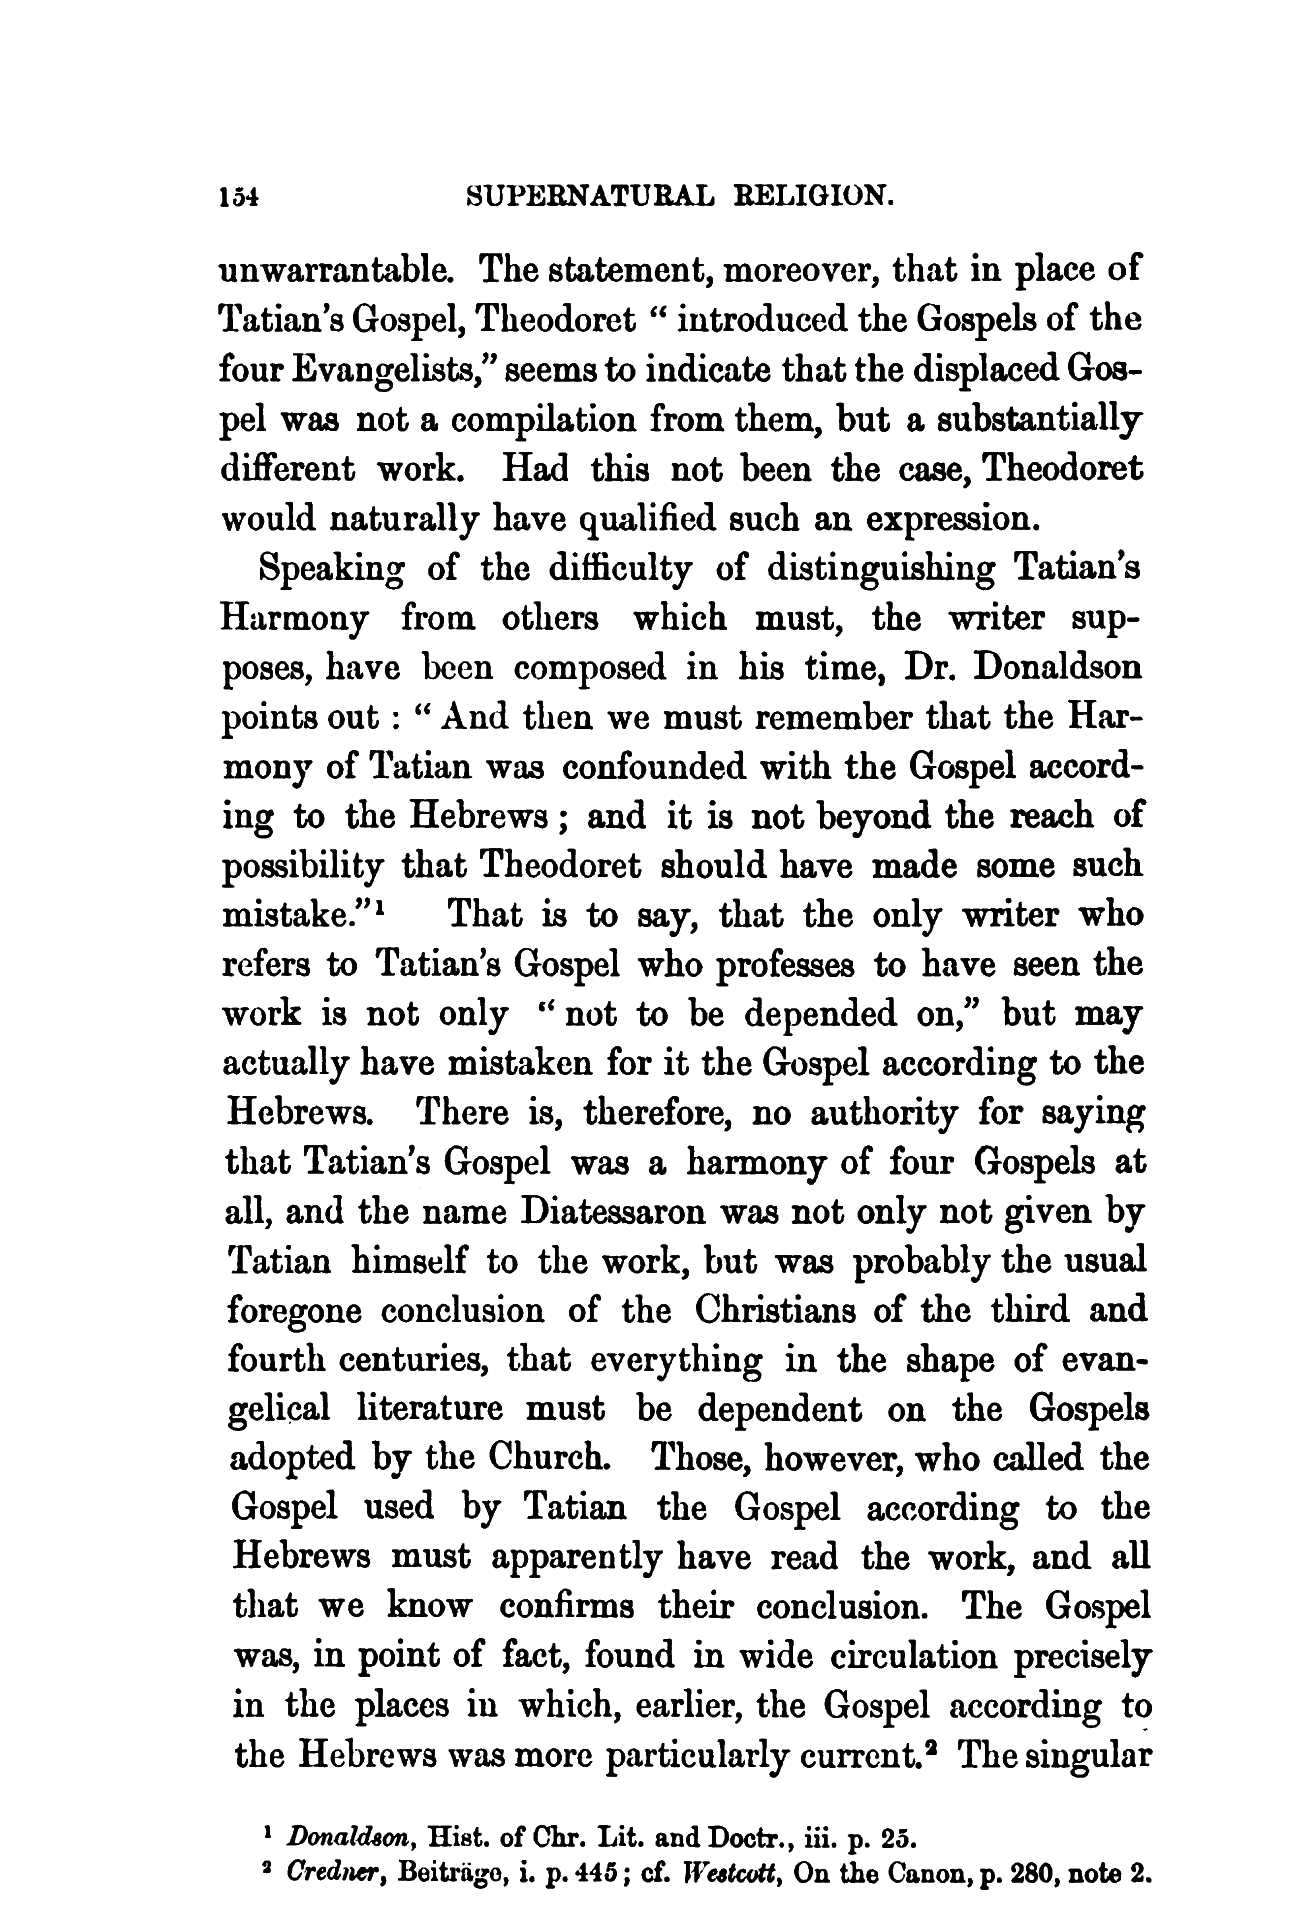 154 SUPERNATURAL RELIGION.
unwarrantable. The statement, moreover, that in place of
Tatian's Gospel, Theodoret “ introduced the Gospels of the
four Evangelists,” seems to indicate that the displaced Gos-
pel was not a compilation from them, but a substantially
different work. Had this not been the case, Theodoret
would naturally have qualified such an expression.
Speaking of the difficulty of distinguishing Tatian's
Harmony from others which must, the writer sup-
poses, have been composed in his time, Dr. Donaldson
points out : “ And then we must remember that the Har-
mony of Tatian was confounded with the Gospel accord-
ing to the Hebrews ; and it is not beyond the reach of
possibility that Theodoret should have made some such
mistake.”¹ That is to say, that the only writer who
refers to Tatian's Gospel who professes to have seen the
work is not only “ not to be depended on,” but may
actually have mistaken for it the Gospel according to the
Hebrews. There is, therefore, no authority for saying
that Tatian's Gospel was a harmony of four Gospels at
all, and the name Diatessaron was not only not given by
Tatian himself to the work, but was probably the usual
foregone conclusion of the Christians of the third and
fourth centuries, that everything in the shape of evan-
gelical literature must be dependent on the Gospels
adopted by the Church. Those, however, who called the
Gospel used by Tatian the Gospel according to the
Hebrews must apparently have read the work, and all
that we know confirms their conclusion. The Gospel
was, in point of fact, found in wide circulation precisely
in the places in which, earlier, the Gospel according to
the Hebrews was more particularly current.² The singular
¹ Donaldson, Hist. of Chr. Lit. and Doctr., iii. p. 25.
² Credner, Beiträge, i. p. 445 ; cf. Westcott, On the Canon, p. 280, note 2.